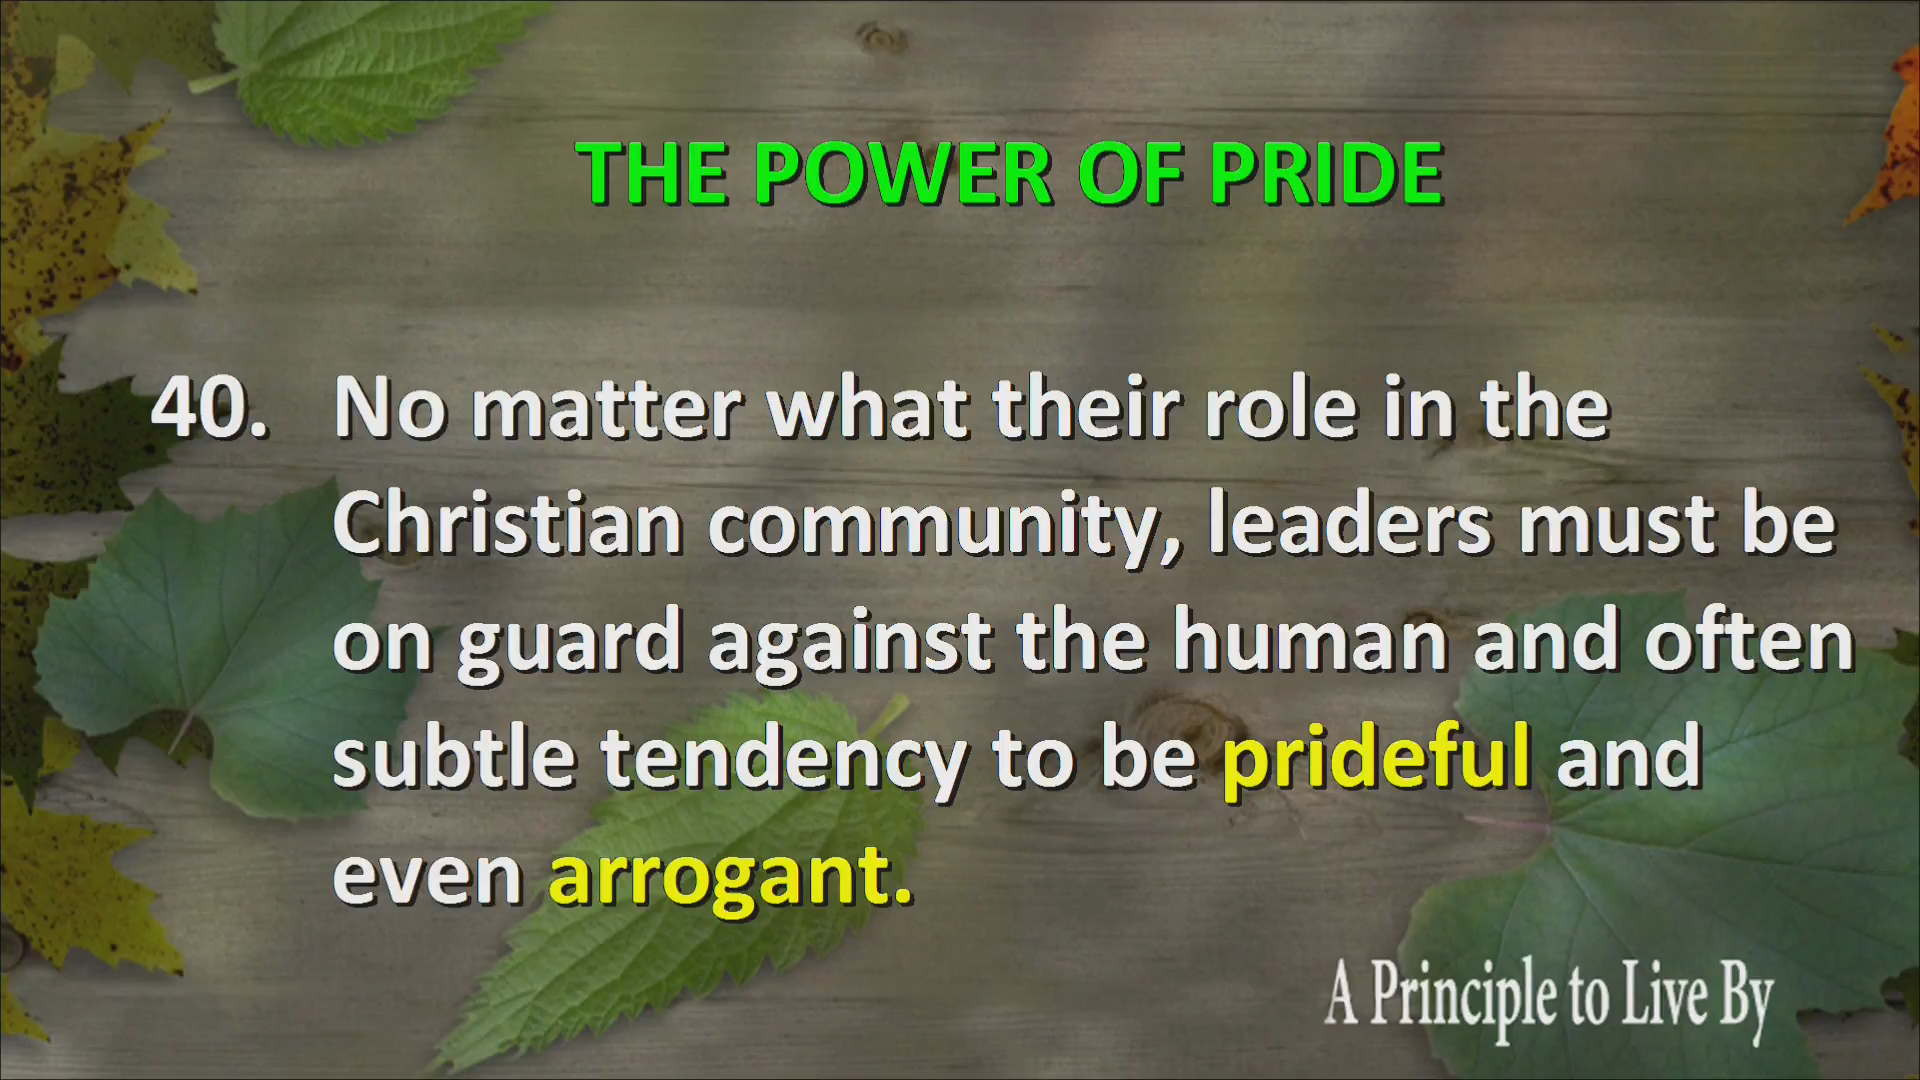 THE POWER OF PRIDE
40. No matter what their role in the
Christian community, leaders must be
on guard against the human and often
subtle tendency to be prideful and
even arrogant.
A Principle to Live By